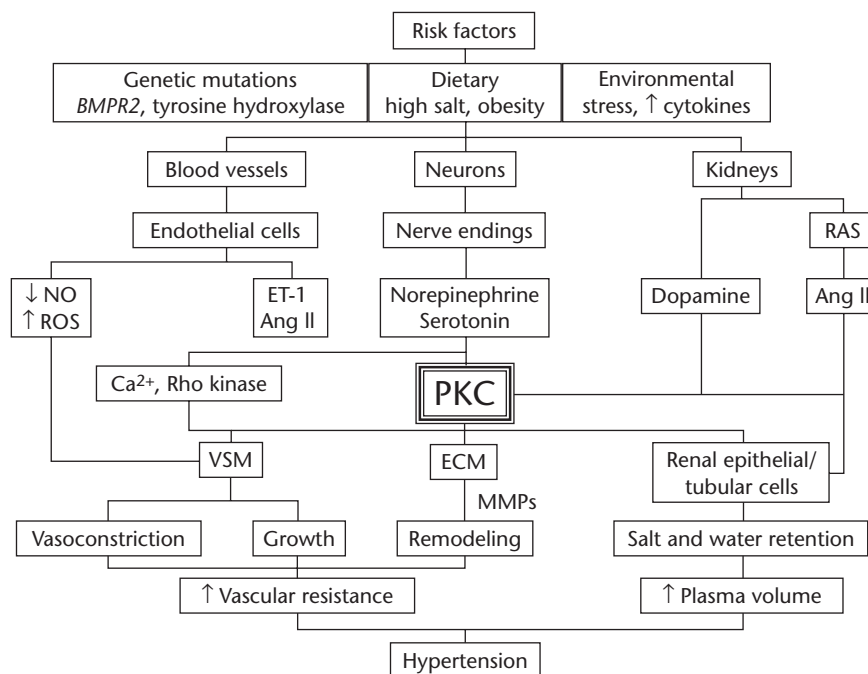 Risk factors
Genetic mutations
BMPR2, tyrosine hydroxylase
Dietary
high salt, obesity
Environmental
stress, ↑ cytokines
Blood vessels
Neurons
Kidneys
Endothelial cells
Nerve endings
RAS
↓ NO
↑ ROS
ET-1
Ang II
Norepinephrine
Serotonin
Dopamine
Ang II
Ca²⁺, Rho kinase
PKC
VSM
ECM
Renal epithelial/
tubular cells
MMPs
Vasoconstriction
Growth
Remodeling
Salt and water retention
↑ Vascular resistance
↑ Plasma volume
Hypertension